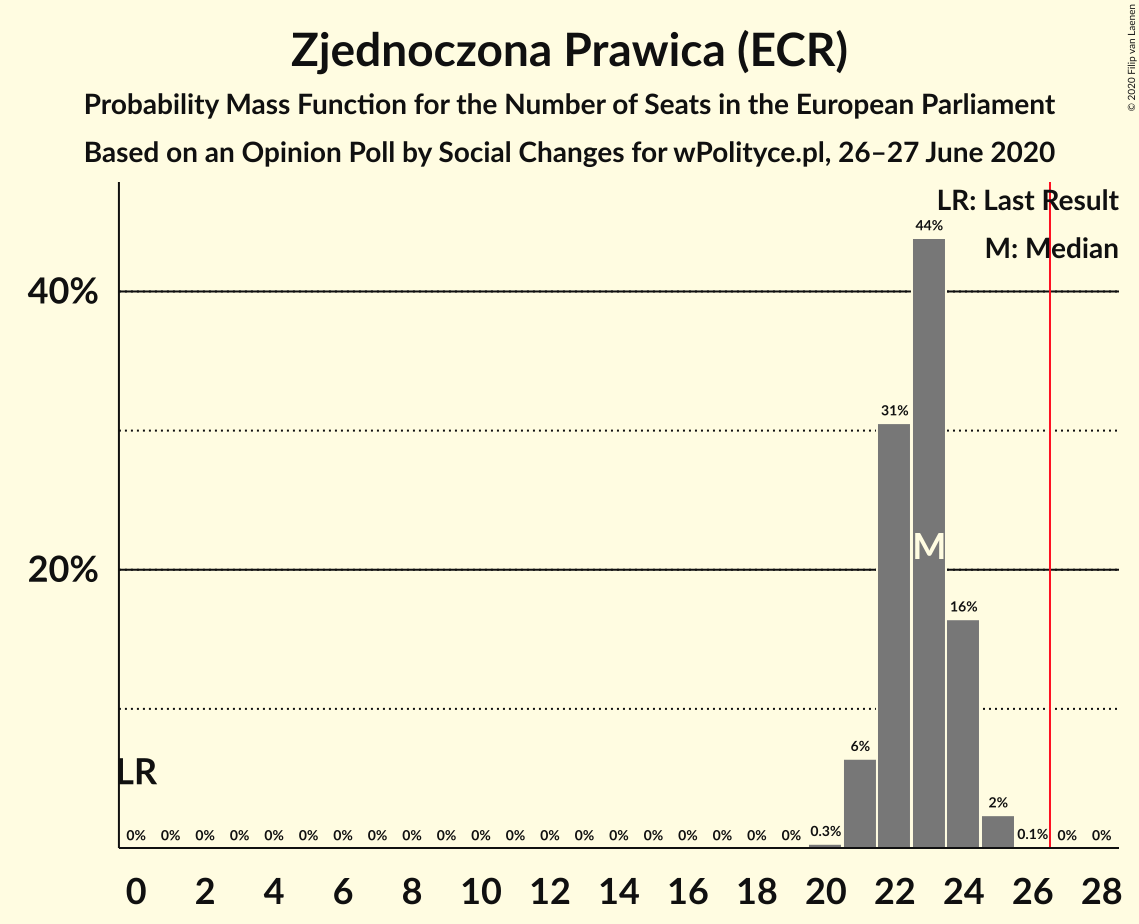 Zjednoczona Prawica (ECR)
Probability Mass Function for the Number of Seats in the European Parliament
Based on an Opinion Poll by Social Changes for wPolityce.pl, 26–27 June 2020
© 2020 Filip van Laenen
LR: Last Result
M: Median
44%
40%
31%
M
20%
16%
6%
LR
2%
0% 0% 0% 0% 0% 0% 0% 0% 0% 0% 0% 0% 0% 0% 0% 0% 0% 0% 0% 0% 0.3% 0.1% 0% 0%
0 2 4 6 8 10 12 14 16 18 20 22 24 26 28